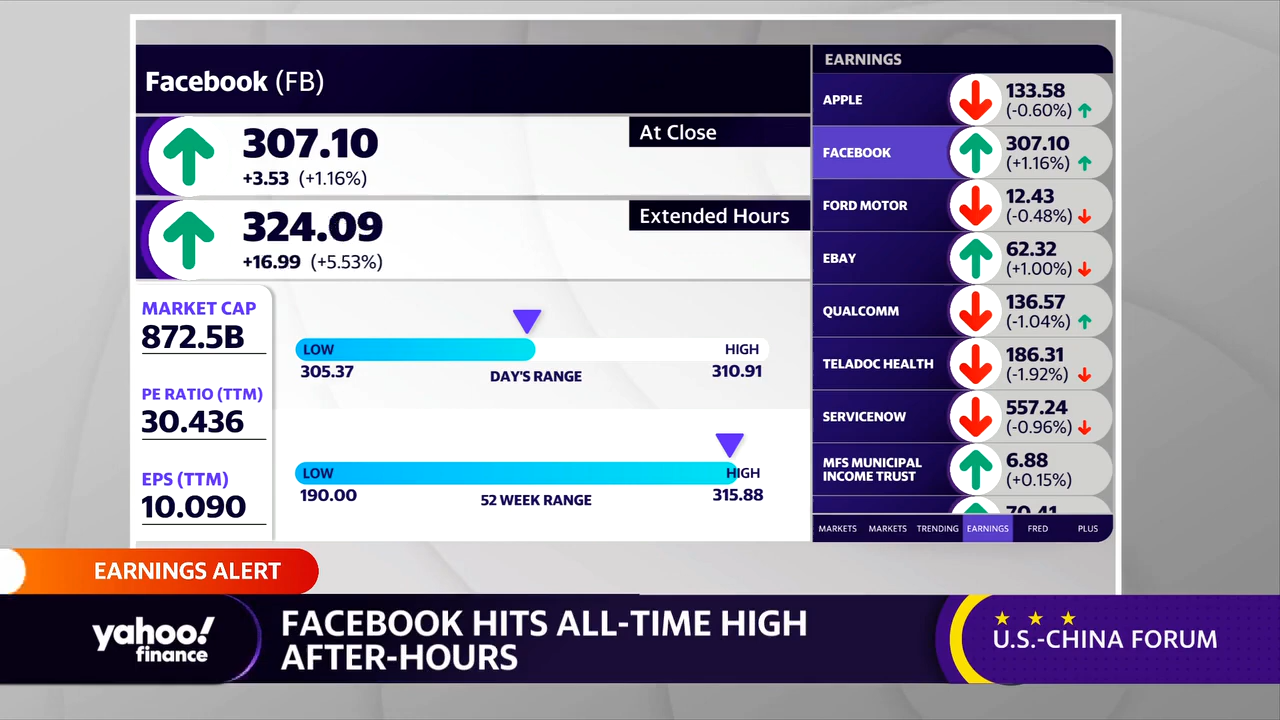 Facebook (FB)
307.10
At Close
+3.53 (+1.16%)
324.09
Extended Hours
+16.99 (+5.53%)
MARKET CAP
872.5B
PE RATIO (TTM)
30.436
EPS (TTM)
10.090
LOW
HIGH
305.37
DAY'S RANGE
310.91
LOW
HIGH
190.00
52 WEEK RANGE
315.88
EARNINGS
APPLE
133.58
(-0.60%)
FACEBOOK
307.10
(+1.16%)
FORD MOTOR
12.43
(-0.48%)
EBAY
62.32
(+1.00%)
QUALCOMM
136.57
(-1.04%)
TELADOC HEALTH
186.31
(-1.92%)
SERVICENOW
557.24
(-0.96%)
MFS MUNICIPAL
INCOME TRUST
6.88
(+0.15%)
MARKETS MARKETS TRENDING EARNINGS FRED PLUS
EARNINGS ALERT
yahoo!
finance
FACEBOOK HITS ALL-TIME HIGH
AFTER-HOURS
U.S.-CHINA FORUM